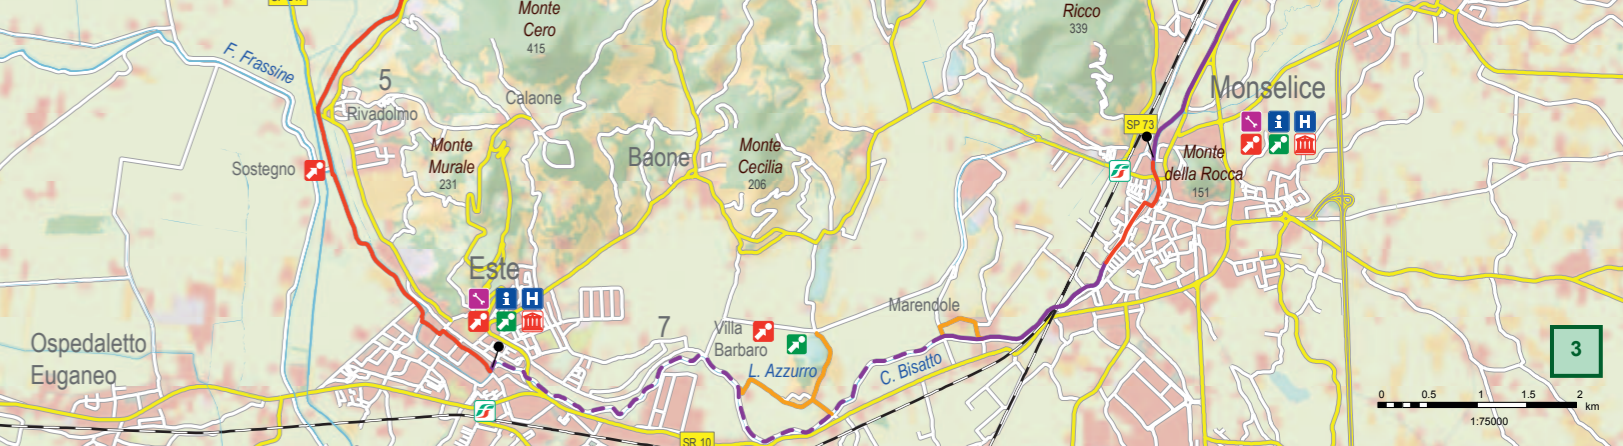 Monte
Cero
415
Ricco
339
F. Frassine
5
Calaone
Monselice
Rivadolmo
SP 73
i H
Monte
Murale
231
Baone
Monte
Cecilia
206
Monte
della Rocca
151
Sostegno
Este
i H
Marendole
7
Villa
Barbaro
Ospedaletto
Euganeo
L. Azzurro
C. Bisatto
3
0 0.5 1 1.5 2
km
1:75000
SR 10